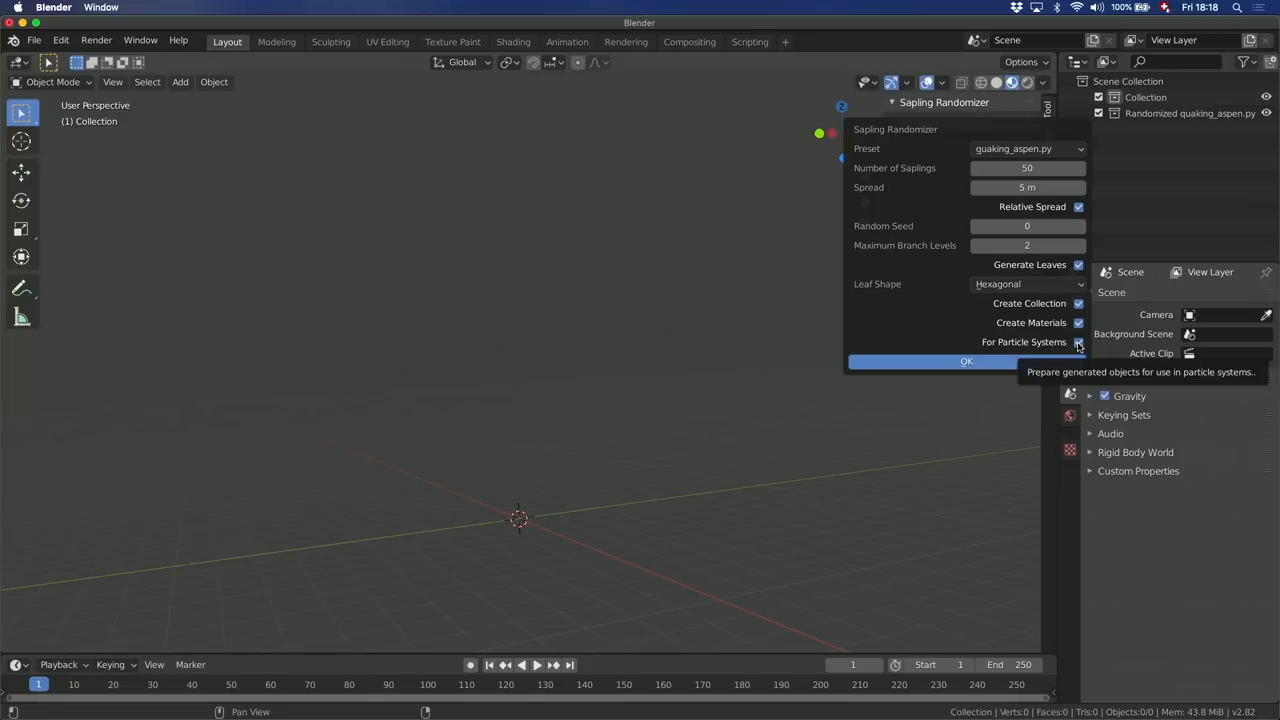 Blender Window 100% Fri 18:18
Blender
File Edit Render Window Help Layout Modeling Sculpting UV Editing Texture Paint Shading Animation Rendering Compositing Scripting + Scene View Layer
Global Options
Object Mode View Select Add Object
User Perspective
(1) Collection
Z
Sapling Randomizer
Tool
Sapling Randomizer
Preset quaking_aspen.py
Number of Saplings 50
Spread 5 m
Relative Spread
Random Seed 0
Maximum Branch Levels 2
Generate Leaves
Leaf Shape Hexagonal
Create Collection
Create Materials
For Particle Systems
OK
Prepare generated objects for use in particle systems..
Scene Collection
Collection
Randomized quaking_aspen.py
Scene View Layer
Scene
Camera
Background Scene
Active Clip
Gravity
Keying Sets
Audio
Rigid Body World
Custom Properties
Playback Keying View Marker 1 Start 1 End 250
1 10 20 30 40 50 60 70 80 90 100 110 120 130 140 150 160 170 180 190 200 210 220 230 240 250
Pan View Collection | Verts:0 | Faces:0 | Tris:0 | Objects:0/0 | Mem: 43.8 MiB | v2.82